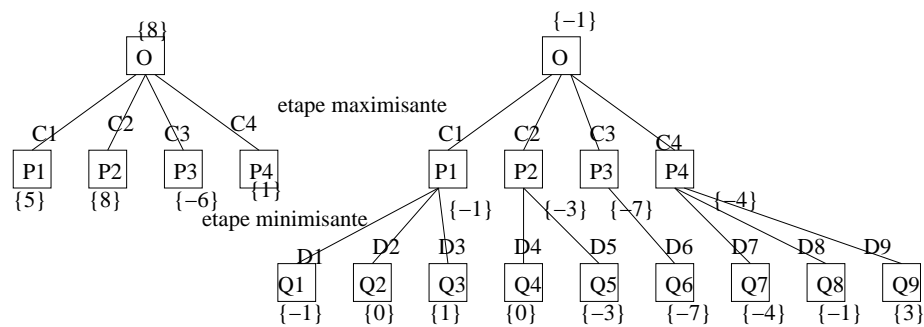 {8} {−1}
O O
etape maximisante
C1 C2 C3 C4 C1 C2 C3 C4
P1 P2 P3 P4 P1 P2 P3 P4
{5} {8} {−6} {1} {−1} {−3} {−7} {−4}
etape minimisante
D1 D2 D3 D4 D5 D6 D7 D8 D9
Q1 Q2 Q3 Q4 Q5 Q6 Q7 Q8 Q9
{−1} {0} {1} {0} {−3} {−7} {−4} {−1} {3}